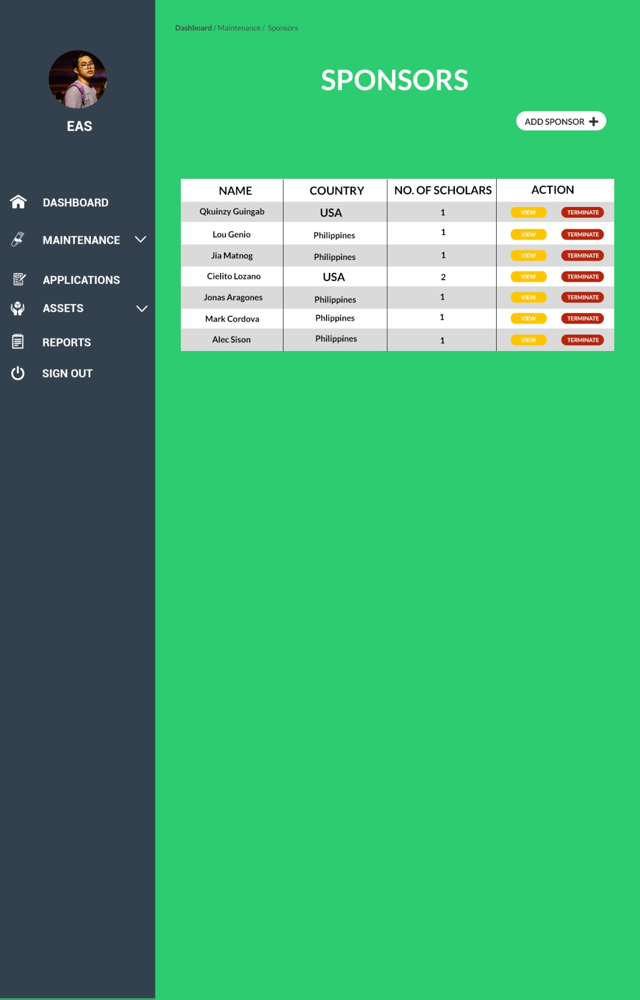 Dashboard / Maintenance / Sponsors
SPONSORS
ADD SPONSOR
EAS
DASHBOARD
MAINTENANCE
APPLICATIONS
ASSETS
REPORTS
SIGN OUT
NAME COUNTRY NO. OF SCHOLARS ACTION
Qkuinzy Guingab USA 1 VIEW TERMINATE
Lou Genio Philippines 1 VIEW TERMINATE
Jia Matnog Philippines 1 VIEW TERMINATE
Cielito Lozano USA 2 VIEW TERMINATE
Jonas Aragones Philippines 1 VIEW TERMINATE
Mark Cordova Phlippines 1 VIEW TERMINATE
Alec Sison Philippines 1 VIEW TERMINATE